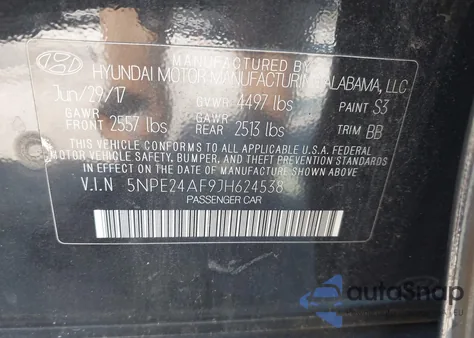 MANUFACTURED BY
HYUNDAI MOTOR MANUFACTURING ALABAMA, LLC
Jun/29/17 GVWR 4497 lbs PAINT S3
GAWR FRONT 2557 lbs GAWR REAR 2513 lbs TRIM BB
THIS VEHICLE CONFORMS TO ALL APPLICABLE U.S.A. FEDERAL
MOTOR VEHICLE SAFETY, BUMPER, AND THEFT PREVENTION STANDARDS
IN EFFECT ON THE DATE OF MANUFACTURE SHOWN ABOVE.
V.I.N 5NPE24AF9JH624538
PASSENGER CAR
autoSnap